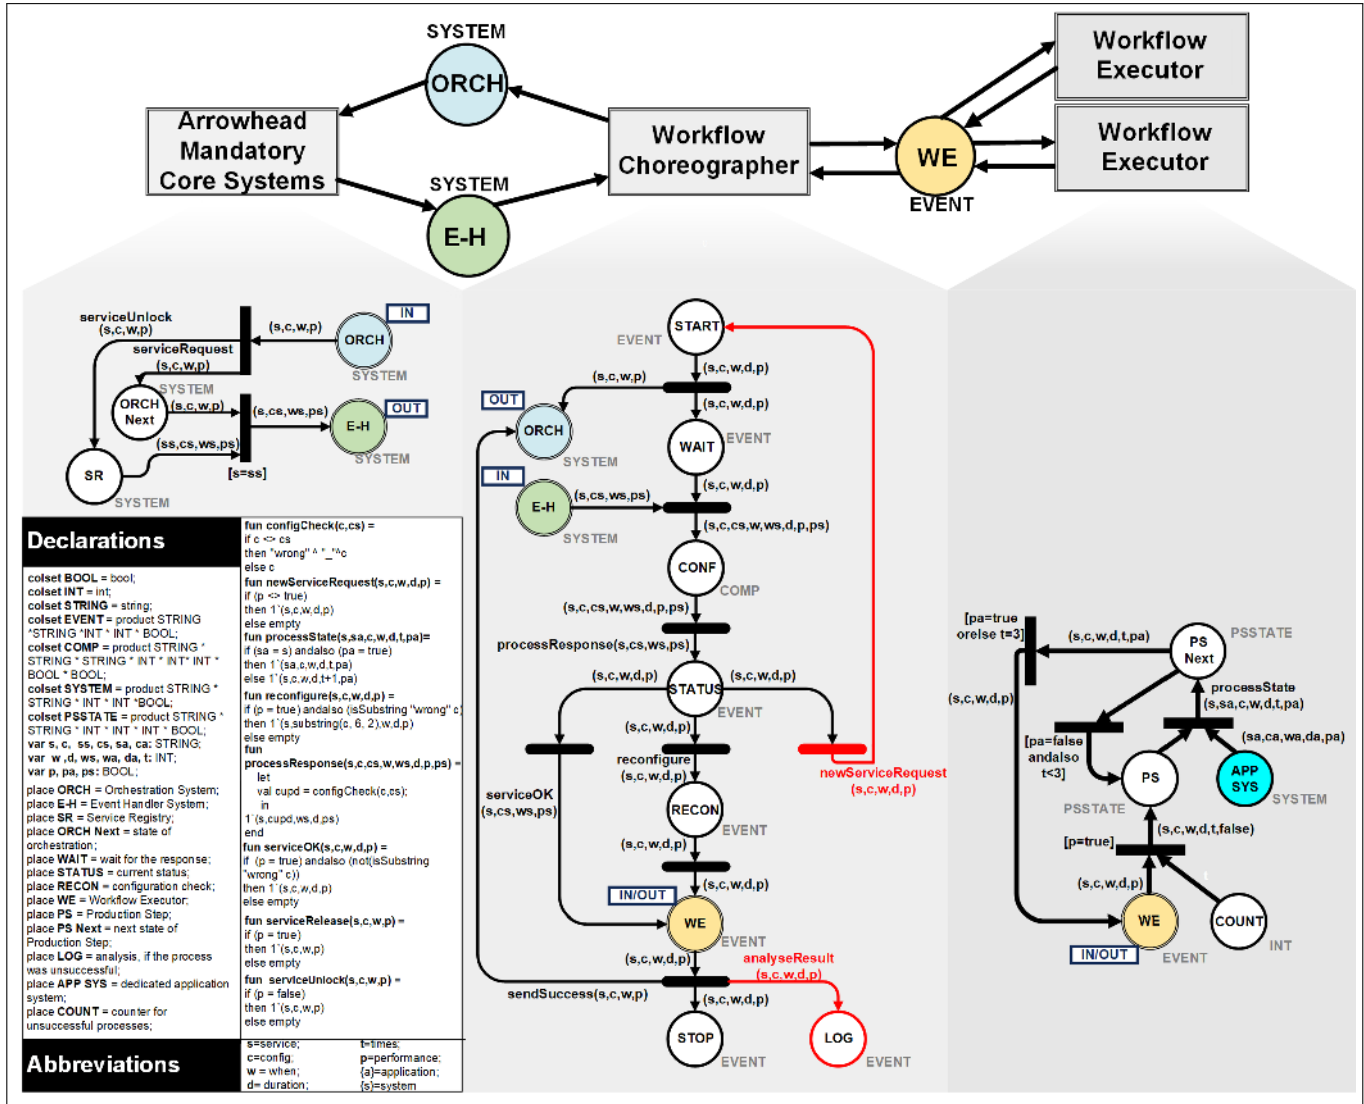 SYSTEM
ORCH
Arrowhead
Mandatory
Core Systems
SYSTEM
E-H
Workflow
Choreographer
WE
EVENT
Workflow
Executor
Workflow
Executor
serviceUnlock
(s,c,w,p)
(s,c,w,p)
IN
ORCH
SYSTEM
serviceRequest
(s,c,w,p)
SYSTEM
ORCH
Next
(s,c,w,p)
(s,cs,ws,ps)
OUT
E-H
SYSTEM
(ss,cs,ws,ps)
[s=ss]
SR
SYSTEM
Declarations
colset BOOL = bool;
colset INT = int;
colset STRING = string;
colset EVENT = product STRING
*STRING *INT * INT * BOOL;
colset COMP = product STRING *
STRING * STRING * INT * INT* INT *
BOOL * BOOL;
colset SYSTEM = product STRING *
STRING * INT * INT *BOOL;
colset PSSTATE = product STRING *
STRING * INT * INT * INT * BOOL;
var s, c, ss, cs, sa, ca: STRING;
var w ,d, ws, wa, da, t: INT;
var p, pa, ps: BOOL;
place ORCH = Orchestration System;
place E-H = Event Handler System;
place SR = Service Registry;
place ORCH Next = state of
orchestration;
place WAIT = wait for the response;
place STATUS = current status;
place RECON = configuration check;
place WE = Workflow Executor;
place PS = Production Step;
place PS Next = next state of
Production Step;
place LOG = analysis, if the process
was unsuccessful;
place APP SYS = dedicated application
system;
place COUNT = counter for
unsuccessful processes;
fun configCheck(c,cs) =
if c <> cs
then "wrong" ^ "_"^c
else c
fun newServiceRequest(s,c,w,d,p) =
if (p <> true)
then 1`(s,c,w,d,p)
else empty
fun processState(s,sa,c,w,d,t,pa)=
if (sa = s) andalso (pa = true)
then 1`(sa,c,w,d,t,pa)
else 1`(s,c,w,d,t+1,pa)
fun reconfigure(s,c,w,d,p) =
if (p = true) andalso (isSubstring "wrong" c)
then 1`(s,substring(c, 6, 2),w,d,p)
else empty
fun
processResponse(s,c,cs,w,ws,d,p,ps) =
let
val cupd = configCheck(c,cs);
in
1`(s,cupd,ws,d,ps)
end
fun serviceOK(s,c,w,d,p) =
if (p = true) andalso (not(isSubstring
"wrong" c))
then 1`(s,c,w,d,p)
else empty
fun serviceRelease(s,c,w,p) =
if (p = true)
then 1`(s,c,w,p)
else empty
fun serviceUnlock(s,c,w,p) =
if (p = false)
then 1`(s,c,w,p)
else empty
Abbreviations
s=service;
c=config;
w = when;
d= duration;
t=times;
p=performance;
{a}=application;
{s}=system
START
EVENT
(s,c,w,d,p)
(s,c,w,p)
(s,c,w,d,p)
OUT
ORCH
SYSTEM
WAIT
EVENT
(s,c,w,d,p)
IN
E-H
SYSTEM
(s,cs,ws,ps)
(s,c,cs,w,ws,d,p,ps)
CONF
COMP
(s,c,cs,w,ws,d,p,ps)
processResponse(s,cs,ws,ps)
(s,c,w,d,p)
STATUS
(s,c,w,d,p)
EVENT
(s,c,w,d,p)
reconfigure
(s,c,w,d,p)
newServiceRequest
(s,c,w,d,p)
serviceOK
(s,cs,ws,ps)
RECON
EVENT
(s,c,w,d,p)
(s,c,w,d,p)
IN/OUT
WE
EVENT
(s,c,w,d,p)
analyseResult
(s,c,w,d,p)
sendSuccess(s,c,w,p)
(s,c,w,d,p)
STOP
EVENT
LOG
EVENT
[pa=true
orelse t=3]
(s,c,w,d,t,pa)
PS
Next
PSSTATE
processState
(s,sa,c,w,d,t,pa)
(s,c,w,d,p)
[pa=false
andalso
t<3]
(sa,ca,wa,da,pa)
PS
PSSTATE
APP
SYS
SYSTEM
(s,c,w,d,t,false)
[p=true]
t
(s,c,w,d,p)
WE
IN/OUT
EVENT
COUNT
INT